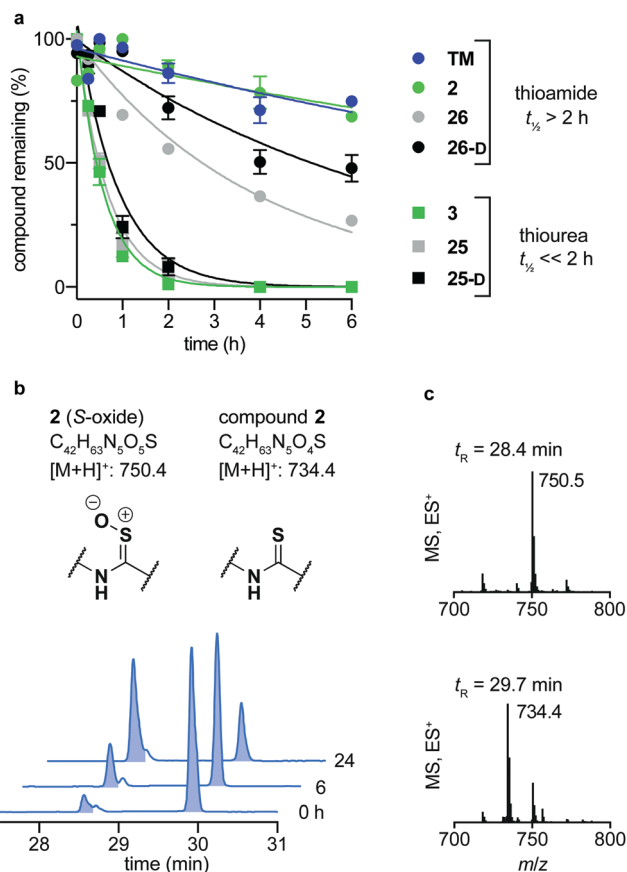 a
compound remaining (%)
100
50
0
0 1 2 3 4 5 6
time (h)
TM
2
26
26-D
thioamide
t½ > 2 h
3
25
25-D
thiourea
t½ << 2 h
b
2 (S-oxide)
C₄₂H₆₃N₅O₅S
[M+H]⁺: 750.4
compound 2
C₄₂H₆₃N₅O₄S
[M+H]⁺: 734.4
⊖
O
⊕
S
N
H
S
N
H
24
6
0 h
28 29 30 31
time (min)
c
tR = 28.4 min
750.5
MS, ES⁺
700 750 800
tR = 29.7 min
734.4
MS, ES⁺
700 750 800
m/z